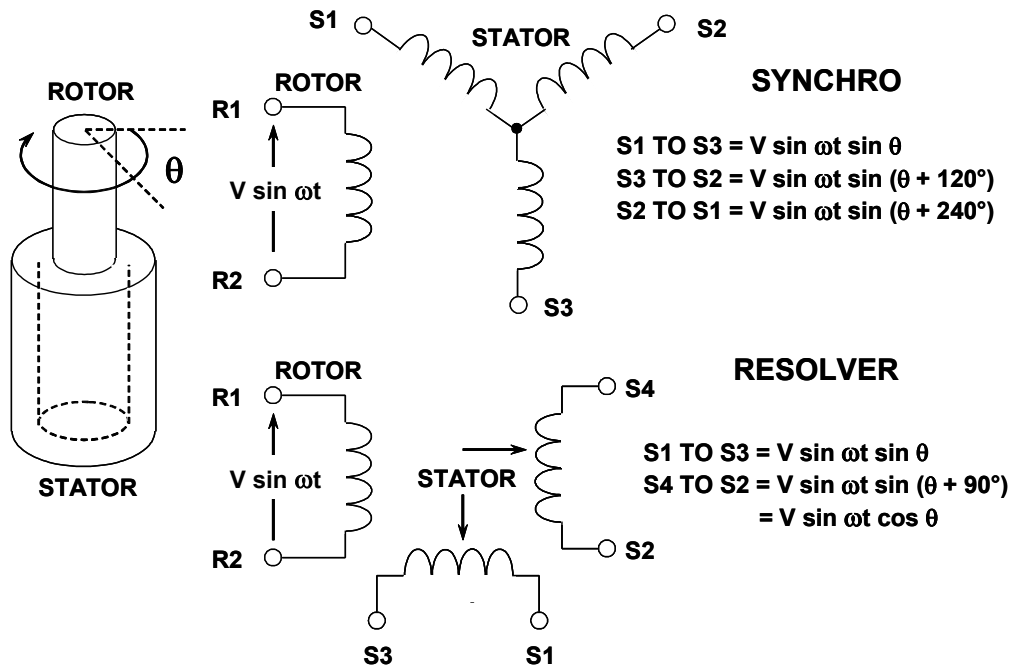 ROTOR
θ
STATOR
ROTOR
R1
V sin ωt
R2
S1
STATOR
S2
S3
SYNCHRO
S1 TO S3 = V sin ωt sin θ
S3 TO S2 = V sin ωt sin (θ + 120°)
S2 TO S1 = V sin ωt sin (θ + 240°)
ROTOR
R1
V sin ωt
R2
STATOR
S4
S2
S3
S1
RESOLVER
S1 TO S3 = V sin ωt sin θ
S4 TO S2 = V sin ωt sin (θ + 90°)
= V sin ωt cos θ